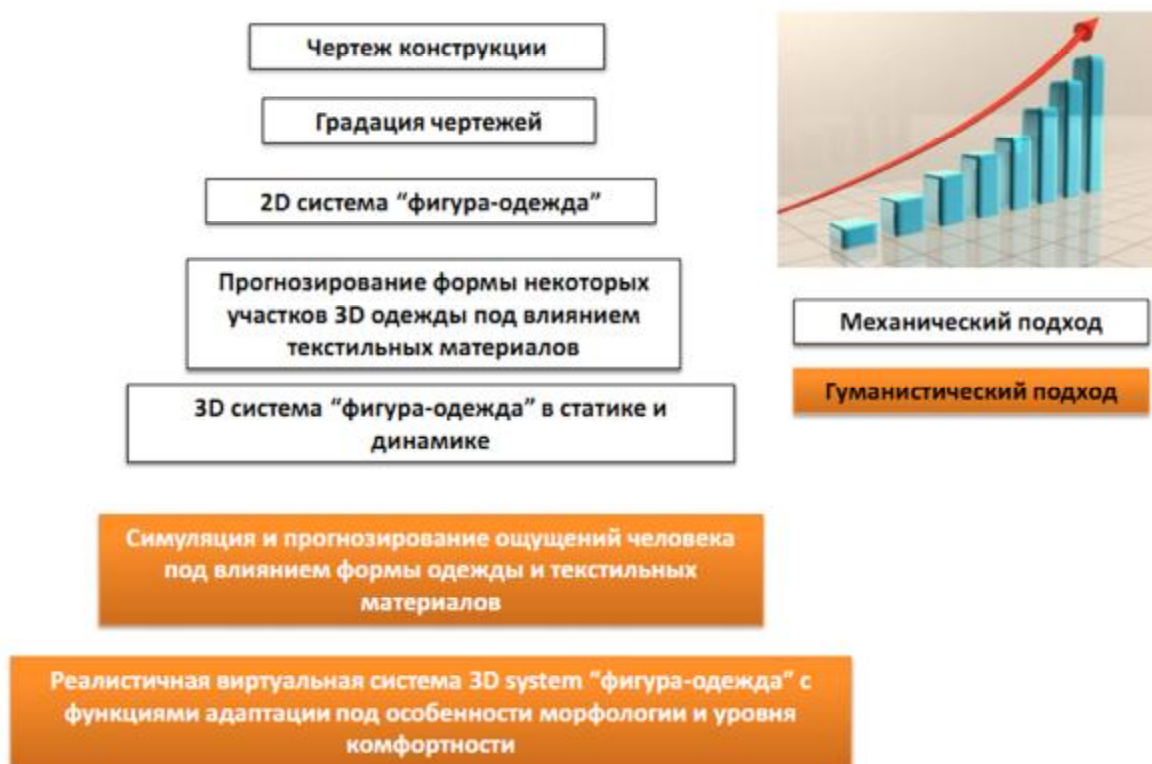 Чертеж конструкции
Градация чертежей
2D система “фигура-одежда”
Прогнозирование формы некоторых
участков 3D одежды под влиянием
текстильных материалов
3D система “фигура-одежда” в статике и
динамике
Механический подход
Гуманистический подход
Симуляция и прогнозирование ощущений человека
под влиянием формы одежды и текстильных
материалов
Реалистичная виртуальная система 3D system “фигура-одежда” с
функциями адаптации под особенности морфологии и уровня
комфортности